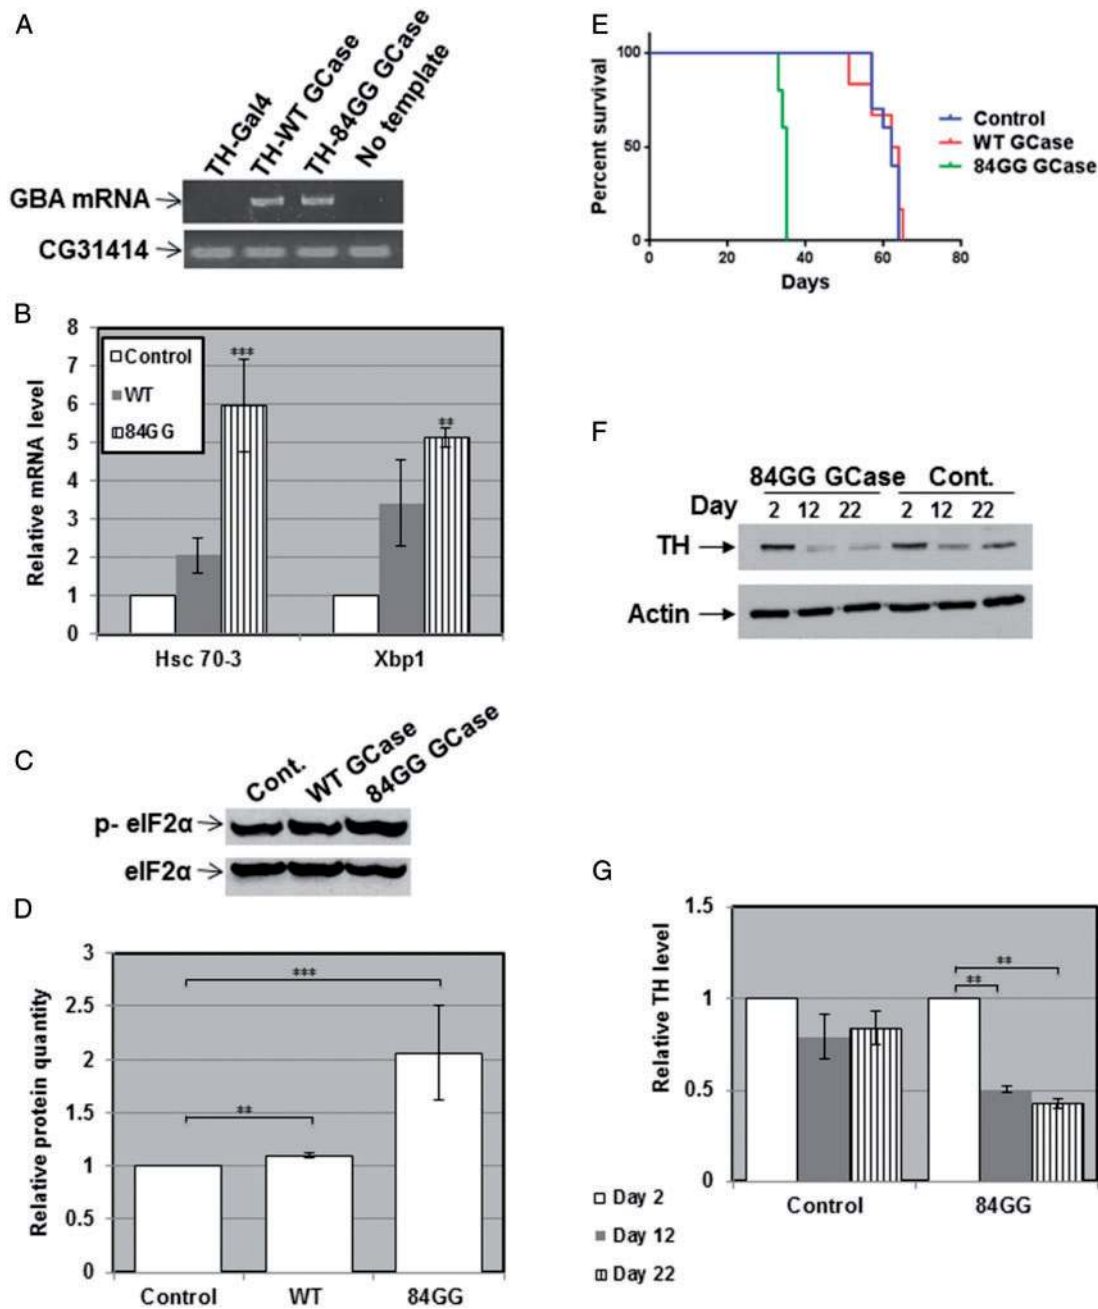 A
TH-Gal4
TH-WT GCase
TH-84GG GCase
No template
GBA mRNA
CG31414
B
8
7
6
5
4
3
2
1
0
Relative mRNA level
Control
WT
84GG
***
**
Hsc 70-3
Xbp1
C
Cont.
WT GCase
84GG GCase
p- eIF2α
eIF2α
D
3
2.5
2
1.5
1
0.5
0
Relative protein quantity
***
**
Control
WT
84GG
E
100
50
0
Percent survival
0 20 40 60 80
Days
Control
WT GCase
84GG GCase
F
84GG GCase Cont.
Day 2 12 22 2 12 22
TH
Actin
G
1.5
1
0.5
0
Relative TH level
**
**
Control
84GG
Day 2
Day 12
Day 22